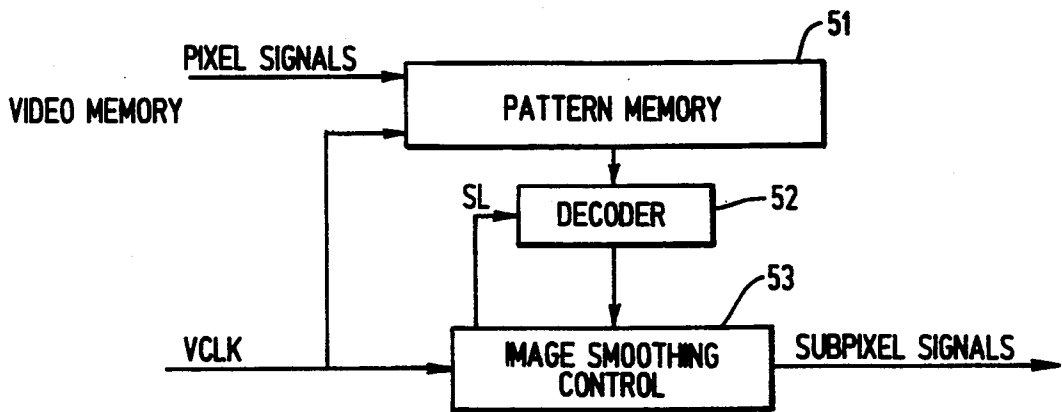 51
PIXEL SIGNALS
VIDEO MEMORY
PATTERN MEMORY
SL
DECODER
52
53
VCLK
IMAGE SMOOTHING
CONTROL
SUBPIXEL SIGNALS